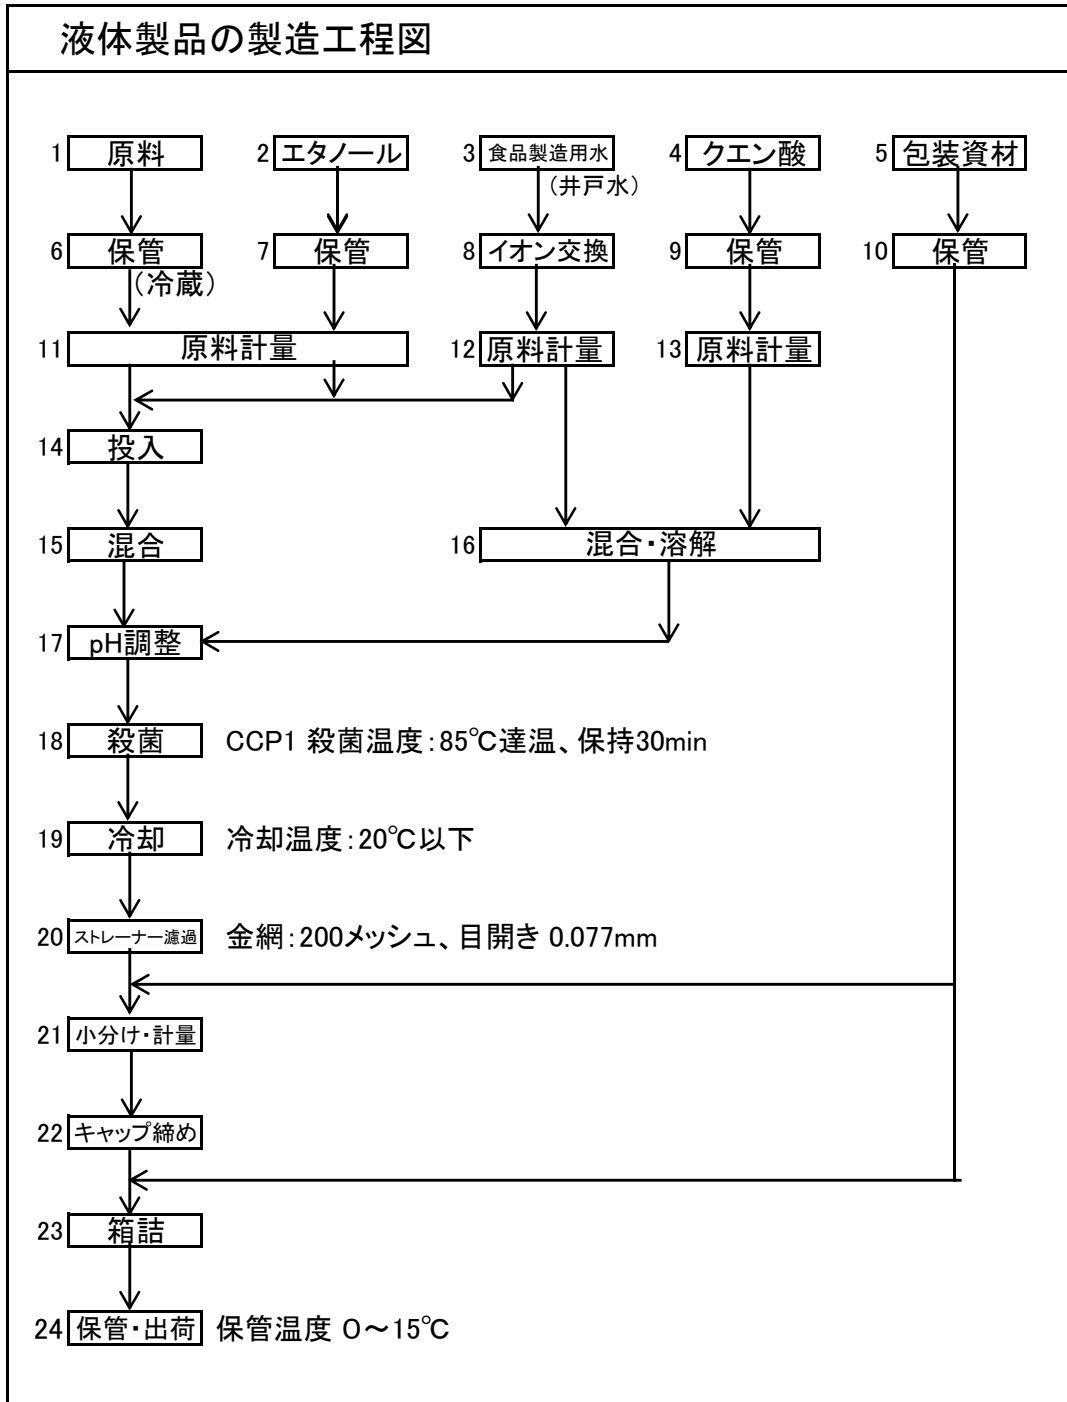 液体製品の製造工程図
1 原料 2 エタノール 3 食品製造用水 4 クエン酸 5 包装資材
(井戸水)
6 保管 7 保管 8 イオン交換 9 保管 10 保管
(冷蔵)
11 原料計量 12 原料計量 13 原料計量
14 投入
15 混合 16 混合・溶解
17 pH調整
18 殺菌 CCP1 殺菌温度:85℃達温、保持30min
19 冷却 冷却温度:20℃以下
20 ストレーナー濾過 金網:200メッシュ、目開き 0.077mm
21 小分け・計量
22 キャップ締め
23 箱詰
24 保管・出荷 保管温度 0～15℃